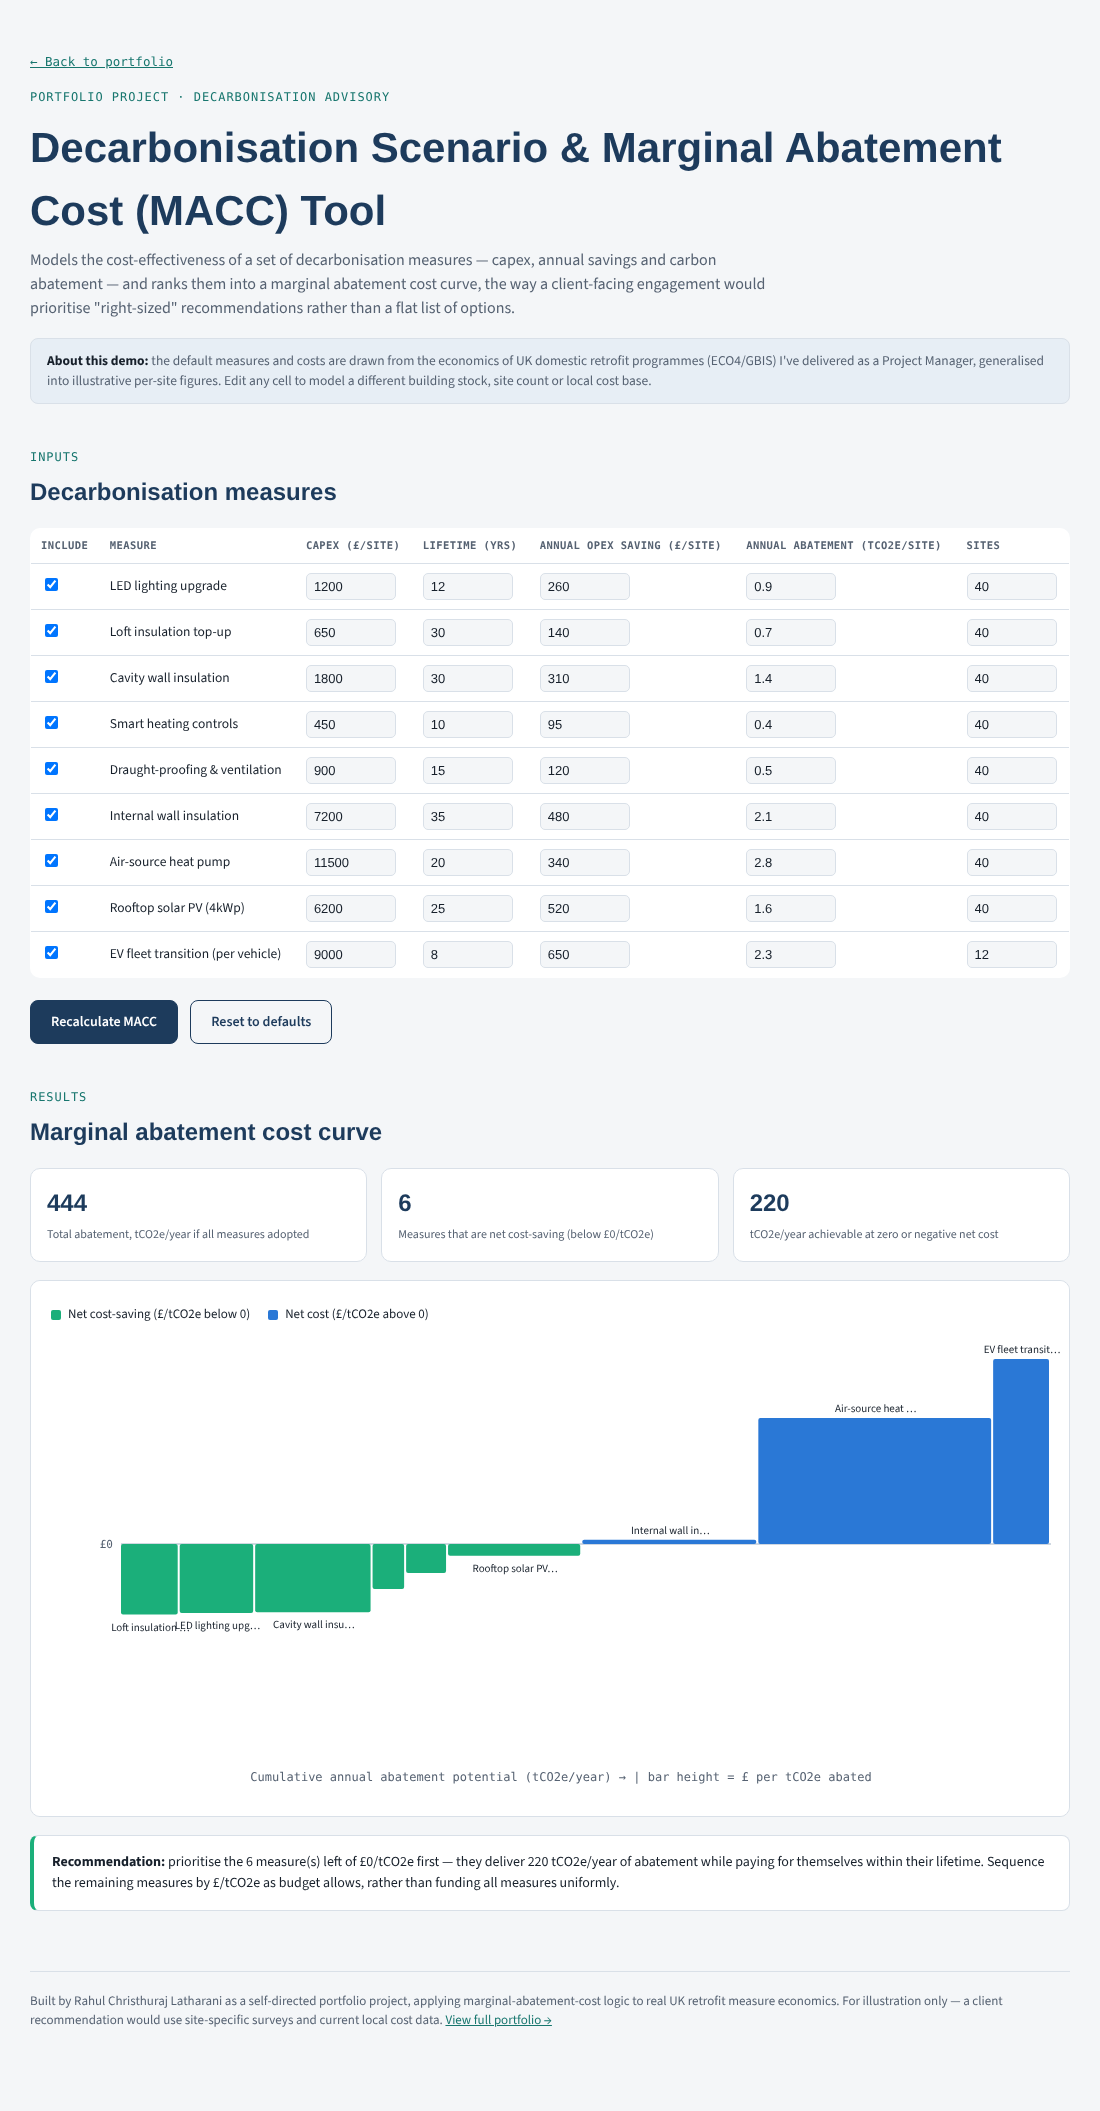 ← Back to portfolio
PORTFOLIO PROJECT · DECARBONISATION ADVISORY
Decarbonisation Scenario & Marginal Abatement
Cost (MACC) Tool
Models the cost-effectiveness of a set of decarbonisation measures — capex, annual savings and carbon
abatement — and ranks them into a marginal abatement cost curve, the way a client-facing engagement would
prioritise "right-sized" recommendations rather than a flat list of options.
About this demo: the default measures and costs are drawn from the economics of UK domestic retrofit programmes (ECO4/GBIS) I've delivered as a Project Manager, generalised
into illustrative per-site figures. Edit any cell to model a different building stock, site count or local cost base.
INPUTS
Decarbonisation measures
INCLUDE MEASURE CAPEX (£/SITE) LIFETIME (YRS) ANNUAL OPEX SAVING (£/SITE) ANNUAL ABATEMENT (TCO2E/SITE) SITES
LED lighting upgrade 1200 12 260 0.9 40
Loft insulation top-up 650 30 140 0.7 40
Cavity wall insulation 1800 30 310 1.4 40
Smart heating controls 450 10 95 0.4 40
Draught-proofing & ventilation 900 15 120 0.5 40
Internal wall insulation 7200 35 480 2.1 40
Air-source heat pump 11500 20 340 2.8 40
Rooftop solar PV (4kWp) 6200 25 520 1.6 40
EV fleet transition (per vehicle) 9000 8 650 2.3 12
Recalculate MACC Reset to defaults
RESULTS
Marginal abatement cost curve
444 6 220
Total abatement, tCO2e/year if all measures adopted Measures that are net cost-saving (below £0/tCO2e) tCO2e/year achievable at zero or negative net cost
Net cost-saving (£/tCO2e below 0) Net cost (£/tCO2e above 0)
EV fleet transit…
Air-source heat …
Internal wall in…
£0
Rooftop solar PV…
Loft insulation … LED lighting upg… Cavity wall insu…
Cumulative annual abatement potential (tCO2e/year) → | bar height = £ per tCO2e abated
Recommendation: prioritise the 6 measure(s) left of £0/tCO2e first — they deliver 220 tCO2e/year of abatement while paying for themselves within their lifetime. Sequence
the remaining measures by £/tCO2e as budget allows, rather than funding all measures uniformly.
Built by Rahul Christhuraj Latharani as a self-directed portfolio project, applying marginal-abatement-cost logic to real UK retrofit measure economics. For illustration only — a client
recommendation would use site-specific surveys and current local cost data. View full portfolio →